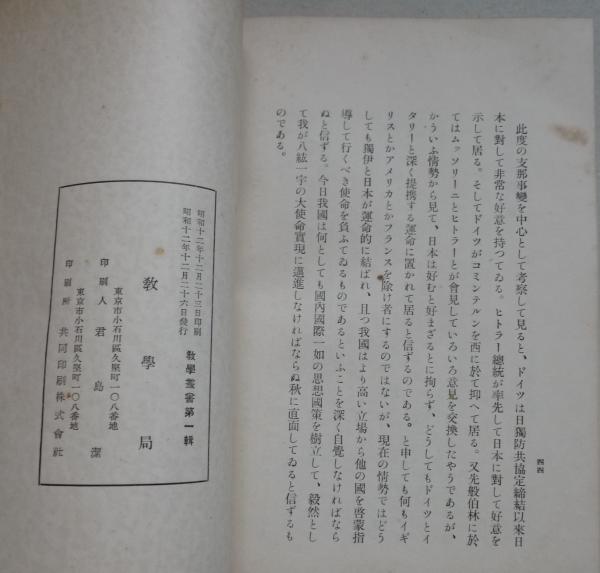 此度の支那事變を中心として考察して見ると、ドイツは日獨防共協定締結以來日
本に對して非常な好意を持つてゐる。ヒトラー總統が率先して日本に對して好意を
示して居る。そしてドイツがコミンテルンを西に於て抑へて居る。又先般伯林に於
てはムッソリーニとヒトラーとが會見していろいろ意見を交換したやうであるが、
かういふ情勢から見て、日本は好むと好まざるとに拘らず、どうしてもドイツとイ
タリーと深く提携する運命に置かれて居ると信ずるのである。と申しても何もイギ
リスとかアメリカとかフランスを除け者にするのではないが、現在の情勢ではどう
しても獨伊と日本が運命的に結ばれ、且つ我國はより高い立場から他の國を啓蒙指
導して行くべき使命を負ふてゐるものであるといふことを深く自覺しなければなら
ぬと信ずる。今日我國は何としても國內國際一如の思想國策を樹立して、毅然とし
て我が八紘一宇の大使命實現に邁進しなければならぬ秋に直面してゐると信ずるも
のである。
四四
敎學叢書第一輯
昭和十二年十二月二十三日印刷
昭和十二年十二月二十六日發行
敎學局
東京市小石川區久堅町一〇八番地
印刷人 君島潔
東京市小石川區久堅町一〇八番地
印刷所 共同印刷株式會社